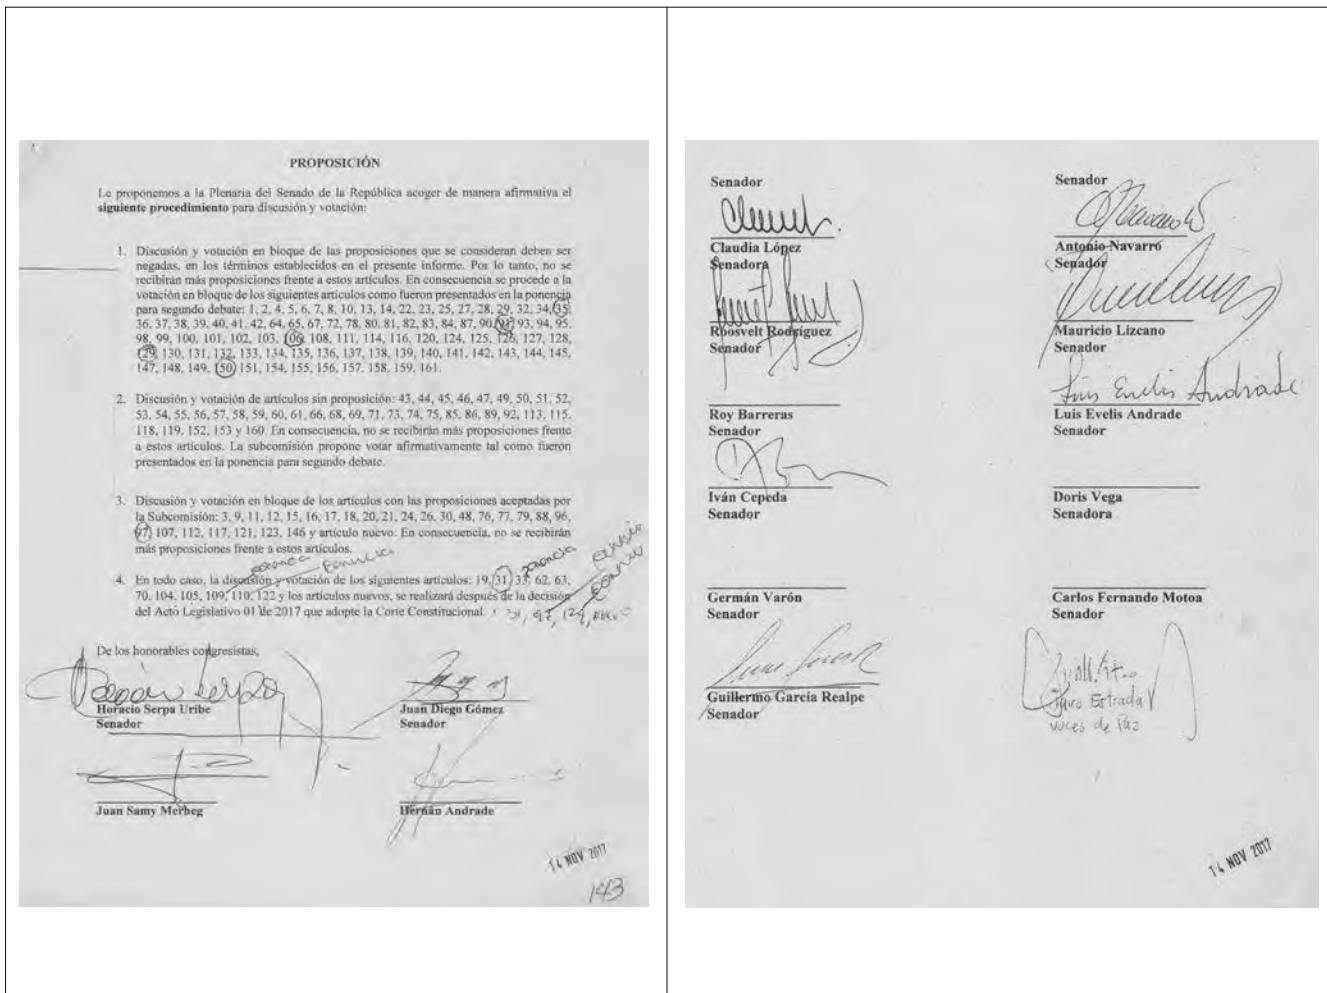 PROPOSICIÓN
Le proponemos a la Plenaria del Senado de la República acoger de manera afirmativa el
siguiente procedimiento para discusión y votación:
1. Discusión y votación en bloque de las proposiciones que se consideran deben ser
negadas, en los términos establecidos en el presente informe. Por lo tanto, no se
recibirán más proposiciones frente a estos artículos. En consecuencia se procede a la
votación en bloque de los siguientes artículos como fueron presentados en la ponencia
para segundo debate: 1, 2, 4, 5, 6, 7, 8, 10, 13, 14, 22, 23, 25, 27, 28, 29, 32, 34, 35,
36, 37, 38, 39, 40, 41, 42, 64, 65, 67, 72, 78, 80, 81, 82, 83, 84, 87, 90, 91, 93, 94, 95,
98, 99, 100, 101, 102, 103, 106, 108, 111, 114, 116, 120, 124, 125, 126, 127, 128,
129, 130, 131, 132, 133, 134, 135, 136, 137, 138, 139, 140, 141, 142, 143, 144, 145,
147, 148, 149, 150, 151, 154, 155, 156, 157, 158, 159, 161.
2. Discusión y votación de artículos sin proposición: 43, 44, 45, 46, 47, 49, 50, 51, 52,
53, 54, 55, 56, 57, 58, 59, 60, 61, 66, 68, 69, 71, 73, 74, 75, 85, 86, 89, 92, 113, 115,
118, 119, 152, 153 y 160. En consecuencia, no se recibirán más proposiciones frente
a estos artículos. La subcomisión propone votar afirmativamente tal como fueron
presentados en la ponencia para segundo debate.
3. Discusión y votación en bloque de los artículos con las proposiciones aceptadas por
la Subcomisión: 3, 9, 11, 12, 15, 16, 17, 18, 20, 21, 24, 26, 30, 48, 76, 77, 79, 88, 96,
97, 107, 112, 117, 121, 123, 146 y artículo nuevo. En consecuencia, no se recibirán
más proposiciones frente a estos artículos.
4. En todo caso, la discusión y votación de los siguientes artículos: 19, 31, 33, 62, 63,
70, 104, 105, 109, 110, 122 y los artículos nuevos, se realizará después de la decisión
del Acto Legislativo 01 de 2017 que adopte la Corte Constitucional. 31, 97, 129,
De los honorables congresistas,
Horacio Serpa Uribe
Senador
Juan Diego Gómez
Senador
Juan Samy Merheg
Hernán Andrade
14 NOV 2017
143
Senador
Claudia López
Senadora
Senador
Antonio Navarro
Senador
Roosvelt Rodríguez
Senador
Mauricio Lizcano
Senador
Roy Barreras
Senador
Luis Evelis Andrade
Luis Evelis Andrade
Senador
Iván Cepeda
Senador
Doris Vega
Senadora
Germán Varón
Senador
Carlos Fernando Motoa
Senador
Guillermo García Realpe
Senador
Jairo Estrada
voces de Paz
14 NOV 2017